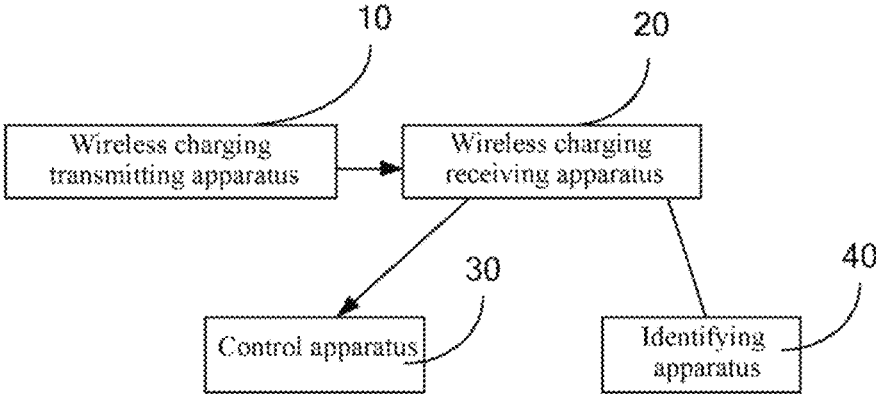 10
20
Wireless charging
transmitting apparatus
Wireless charging
receiving apparatus
30
40
Control apparatus
Identifying
apparatus